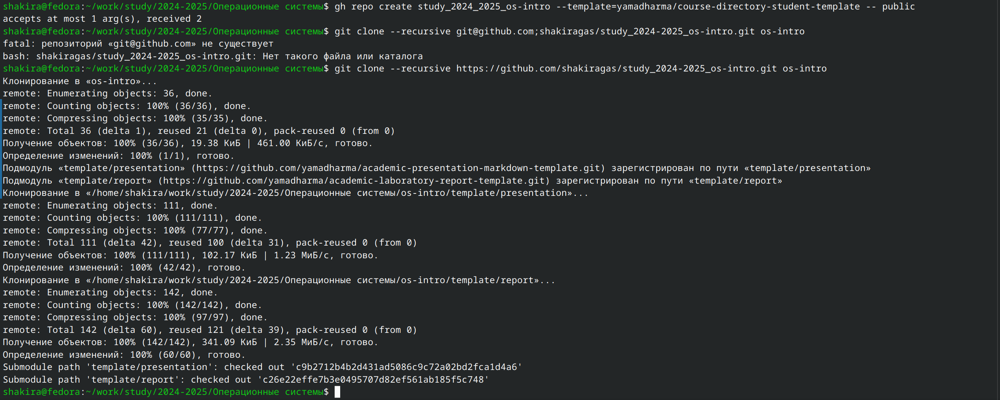 shakira@fedora:~/work/study/2024-2025/Операционные системы$ gh repo create study_2024_2025_os-intro --template=yamadharma/course-directory-student-template -- public
accepts at most 1 arg(s), received 2
shakira@fedora:~/work/study/2024-2025/Операционные системы$ git clone --recursive git@github.com;shakiragas/study_2024-2025_os-intro.git os-intro
fatal: репозиторий «git@github.com» не существует
bash: shakiragas/study_2024-2025_os-intro.git: Нет такого файла или каталога
shakira@fedora:~/work/study/2024-2025/Операционные системы$ git clone --recursive https://github.com/shakiragas/study_2024-2025_os-intro.git os-intro
Клонирование в «os-intro»...
remote: Enumerating objects: 36, done.
remote: Counting objects: 100% (36/36), done.
remote: Compressing objects: 100% (35/35), done.
remote: Total 36 (delta 1), reused 21 (delta 0), pack-reused 0 (from 0)
Получение объектов: 100% (36/36), 19.38 КиБ | 461.00 КиБ/с, готово.
Определение изменений: 100% (1/1), готово.
Подмодуль «template/presentation» (https://github.com/yamadharma/academic-presentation-markdown-template.git) зарегистрирован по пути «template/presentation»
Подмодуль «template/report» (https://github.com/yamadharma/academic-laboratory-report-template.git) зарегистрирован по пути «template/report»
Клонирование в «/home/shakira/work/study/2024-2025/Операционные системы/os-intro/template/presentation»...
remote: Enumerating objects: 111, done.
remote: Counting objects: 100% (111/111), done.
remote: Compressing objects: 100% (77/77), done.
remote: Total 111 (delta 42), reused 100 (delta 31), pack-reused 0 (from 0)
Получение объектов: 100% (111/111), 102.17 КиБ | 1.23 МиБ/с, готово.
Определение изменений: 100% (42/42), готово.
Клонирование в «/home/shakira/work/study/2024-2025/Операционные системы/os-intro/template/report»...
remote: Enumerating objects: 142, done.
remote: Counting objects: 100% (142/142), done.
remote: Compressing objects: 100% (97/97), done.
remote: Total 142 (delta 60), reused 121 (delta 39), pack-reused 0 (from 0)
Получение объектов: 100% (142/142), 341.09 КиБ | 2.35 МиБ/с, готово.
Определение изменений: 100% (60/60), готово.
Submodule path 'template/presentation': checked out 'c9b2712b4b2d431ad5086c9c72a02bd2fca1d4a6'
Submodule path 'template/report': checked out 'c26e22effe7b3e0495707d82ef561ab185f5c748'
shakira@fedora:~/work/study/2024-2025/Операционные системы$